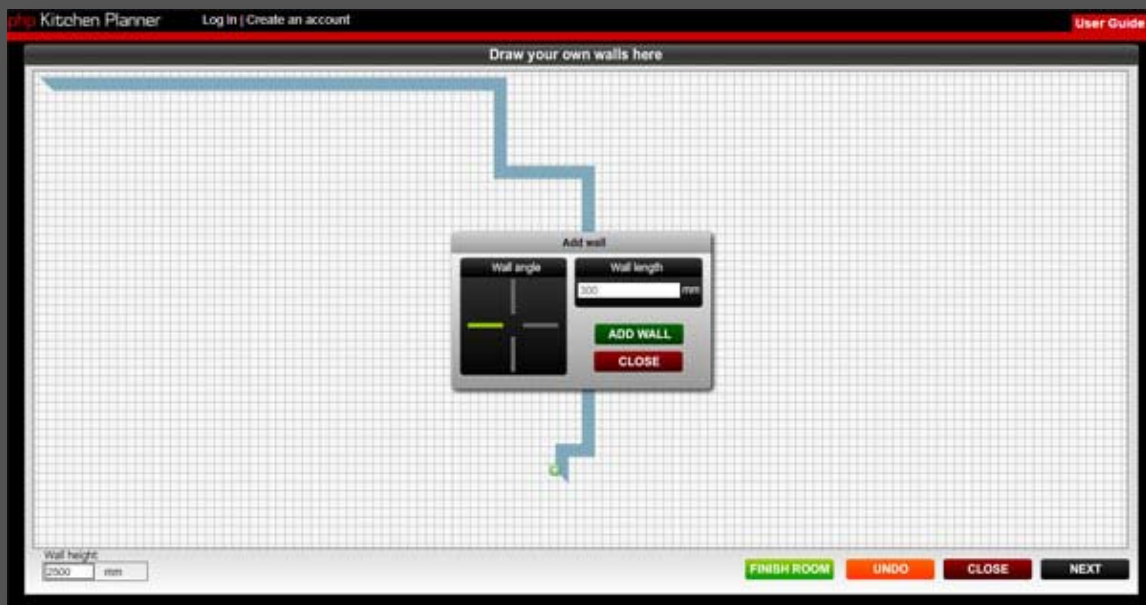 php Kitchen Planner Log in | Create an account User Guide
Draw your own walls here
Add wall
Wall angle Wall length
300 mm
ADD WALL
CLOSE
Wall height:
2500 mm FINISH ROOM UNDO CLOSE NEXT